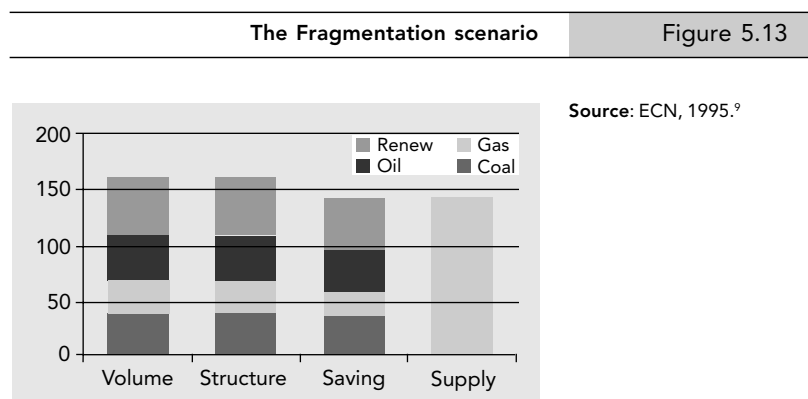 The Fragmentation scenario Figure 5.13
Source: ECN, 1995.⁹
200
Renew Gas
Oil Coal
150
100
50
0
Volume Structure Saving Supply